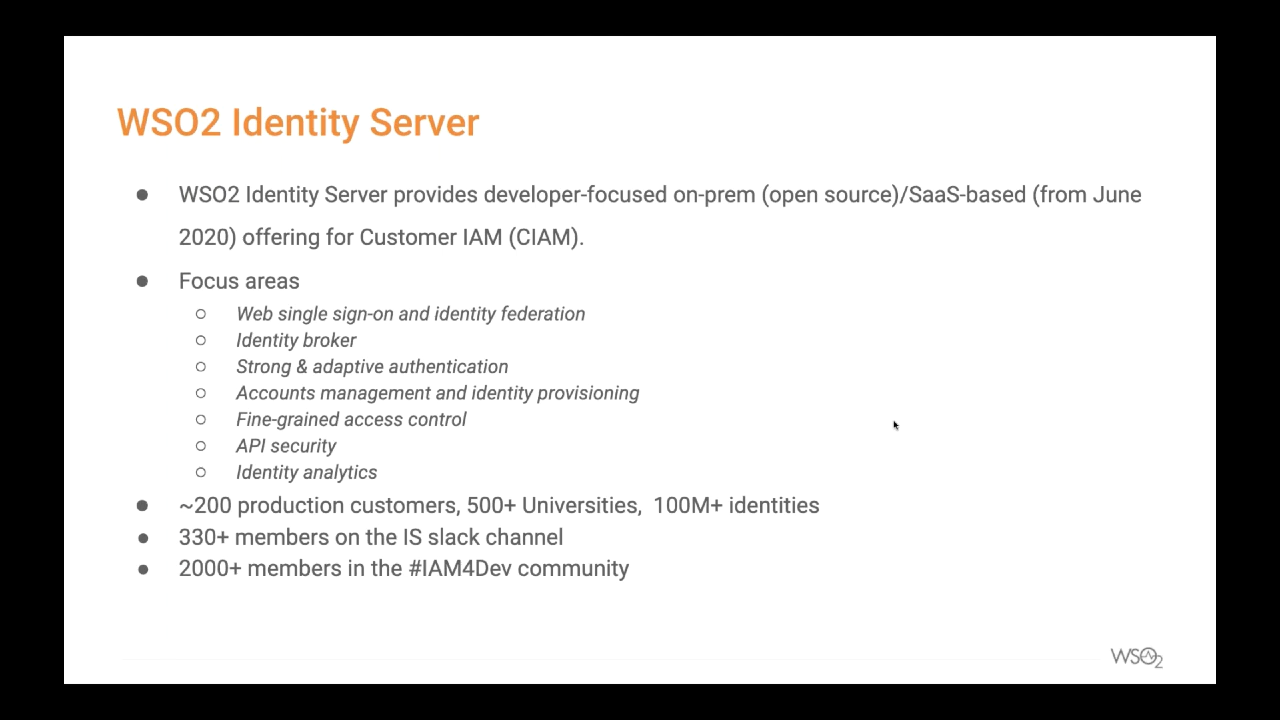 WSO2 Identity Server
● WSO2 Identity Server provides developer-focused on-prem (open source)/SaaS-based (from June
2020) offering for Customer IAM (CIAM).
● Focus areas
○ Web single sign-on and identity federation
○ Identity broker
○ Strong & adaptive authentication
○ Accounts management and identity provisioning
○ Fine-grained access control
○ API security
○ Identity analytics
● ~200 production customers, 500+ Universities, 100M+ identities
● 330+ members on the IS slack channel
● 2000+ members in the #IAM4Dev community
WSO2